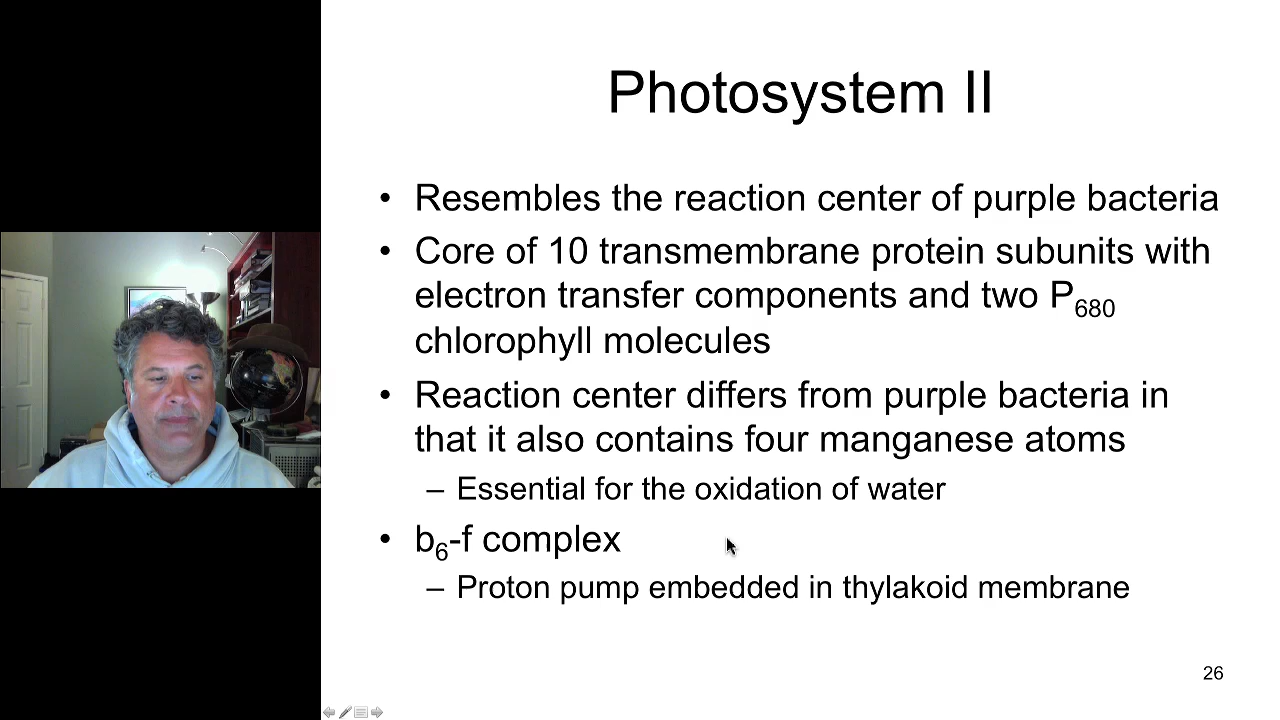 Photosystem II
• Resembles the reaction center of purple bacteria
• Core of 10 transmembrane protein subunits with
electron transfer components and two P680
chlorophyll molecules
• Reaction center differs from purple bacteria in
that it also contains four manganese atoms
– Essential for the oxidation of water
• b6-f complex
– Proton pump embedded in thylakoid membrane
26